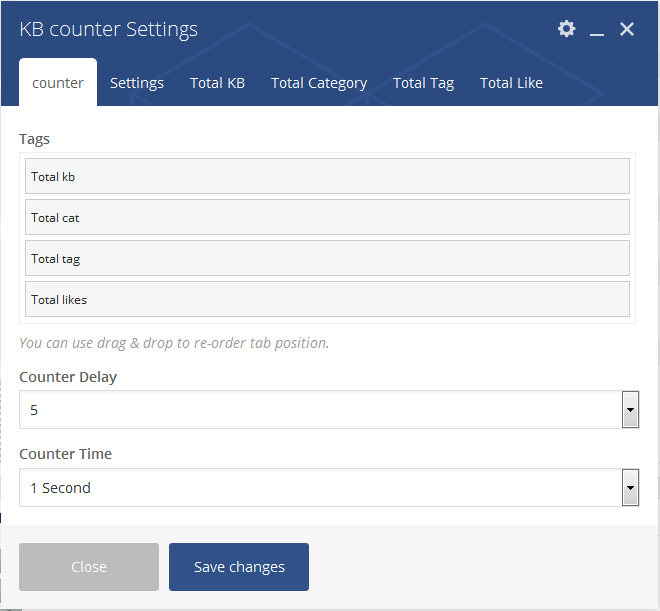 KB counter Settings
counter Settings Total KB Total Category Total Tag Total Like
Tags
Total kb
Total cat
Total tag
Total likes
You can use drag & drop to re-order tab position.
Counter Delay
5
Counter Time
1 Second
Close Save changes